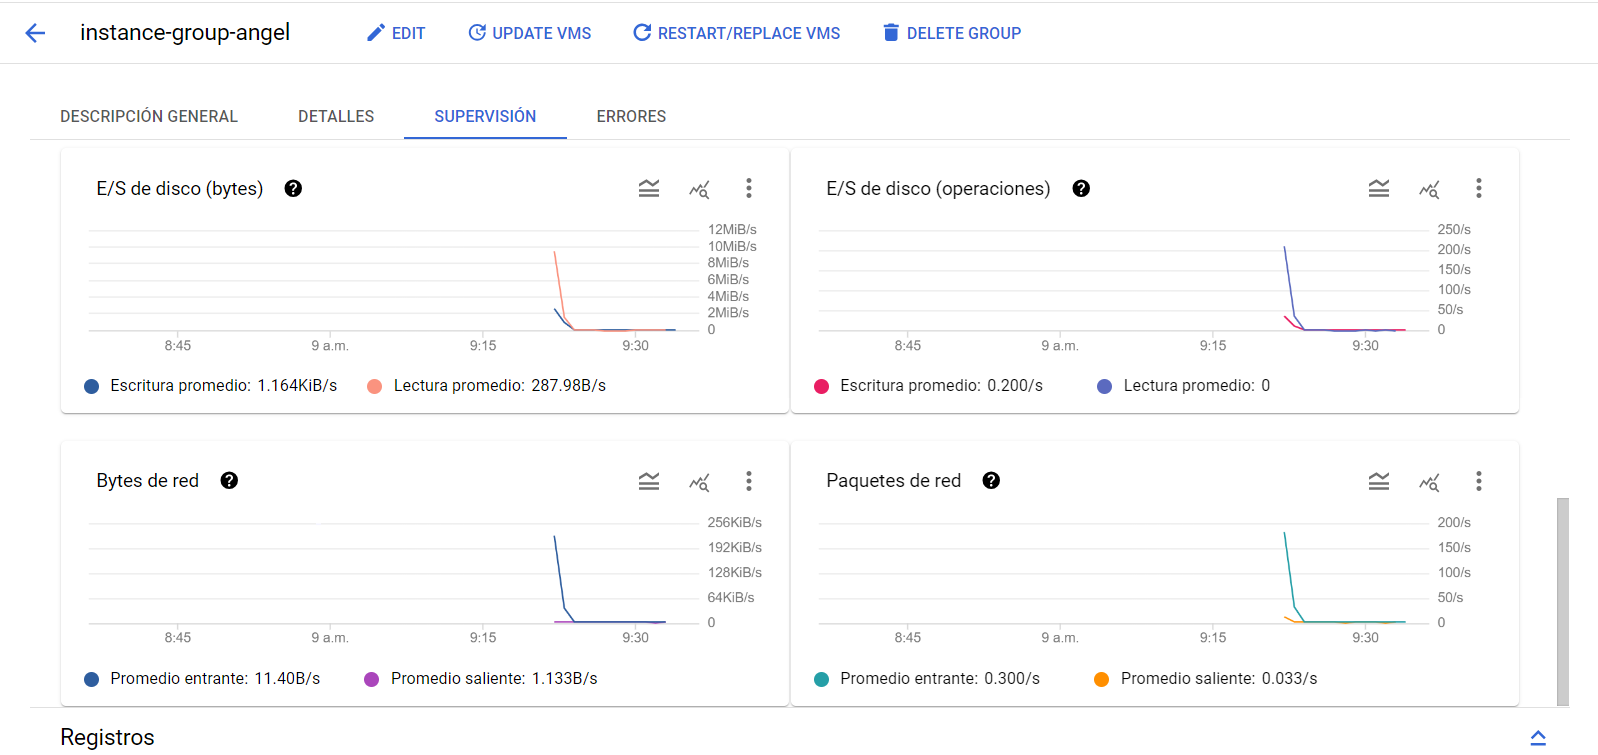 instance-group-angel EDIT UPDATE VMS RESTART/REPLACE VMS DELETE GROUP
DESCRIPCIÓN GENERAL DETALLES SUPERVISIÓN ERRORES
E/S de disco (bytes) ?
12MiB/s
10MiB/s
8MiB/s
6MiB/s
4MiB/s
2MiB/s
0
8:45 9 a.m. 9:15 9:30
Escritura promedio: 1.164KiB/s Lectura promedio: 287.98B/s
E/S de disco (operaciones) ?
250/s
200/s
150/s
100/s
50/s
0
8:45 9 a.m. 9:15 9:30
Escritura promedio: 0.200/s Lectura promedio: 0
Bytes de red ?
256KiB/s
192KiB/s
128KiB/s
64KiB/s
0
8:45 9 a.m. 9:15 9:30
Promedio entrante: 11.40B/s Promedio saliente: 1.133B/s
Paquetes de red ?
200/s
150/s
100/s
50/s
0
8:45 9 a.m. 9:15 9:30
Promedio entrante: 0.300/s Promedio saliente: 0.033/s
Registros